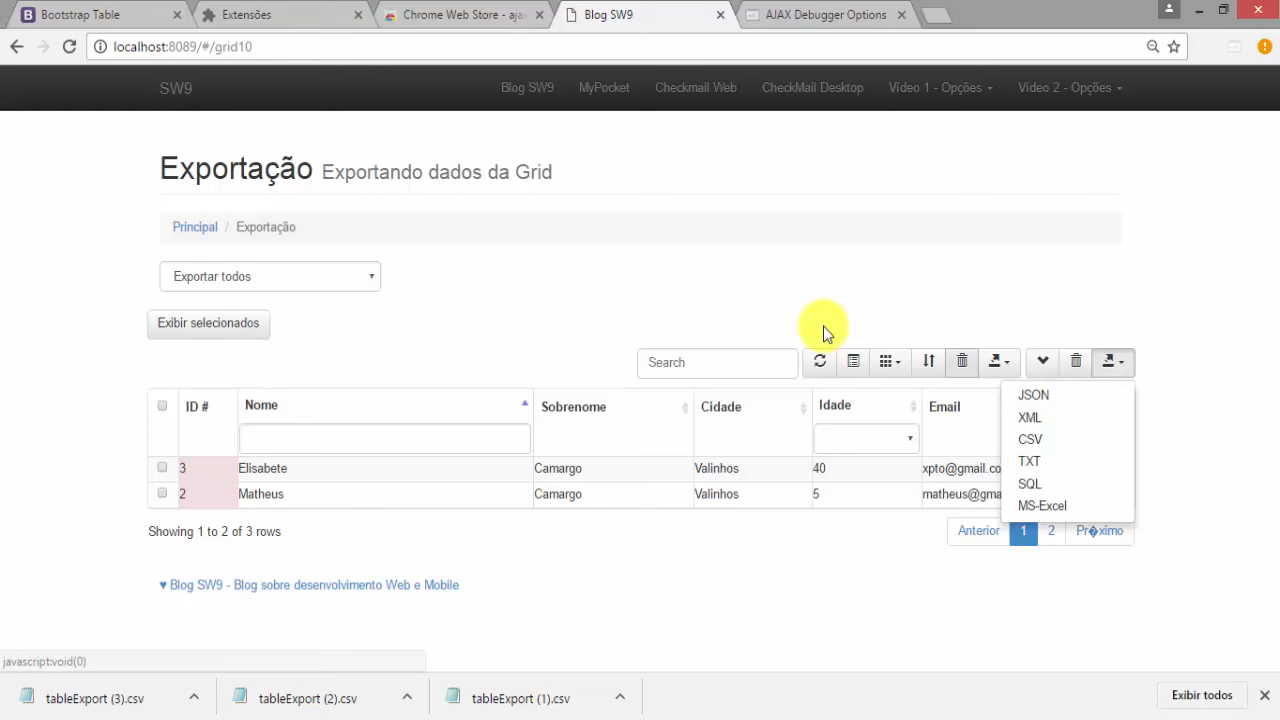 Bootstrap Table
Extensões
Chrome Web Store - ajax
Blog SW9
AJAX Debugger Options
localhost:8089/#/grid10
SW9
Blog SW9
MyPocket
Checkmail Web
CheckMail Desktop
Vídeo 1 - Opções
Vídeo 2 - Opções
Exportação Exportando dados da Grid
Principal / Exportação
Exportar todos
Exibir selecionados
Search
ID # Nome Sobrenome Cidade Idade Email
3 Elisabete Camargo Valinhos 40 xpto@gmail.co
2 Matheus Camargo Valinhos 5 matheus@gma
JSON
XML
CSV
TXT
SQL
MS-Excel
Showing 1 to 2 of 3 rows
Anterior 1 2 Pr�ximo
♥ Blog SW9 - Blog sobre desenvolvimento Web e Mobile
javascript:void(0)
tableExport (3).csv
tableExport (2).csv
tableExport (1).csv
Exibir todos